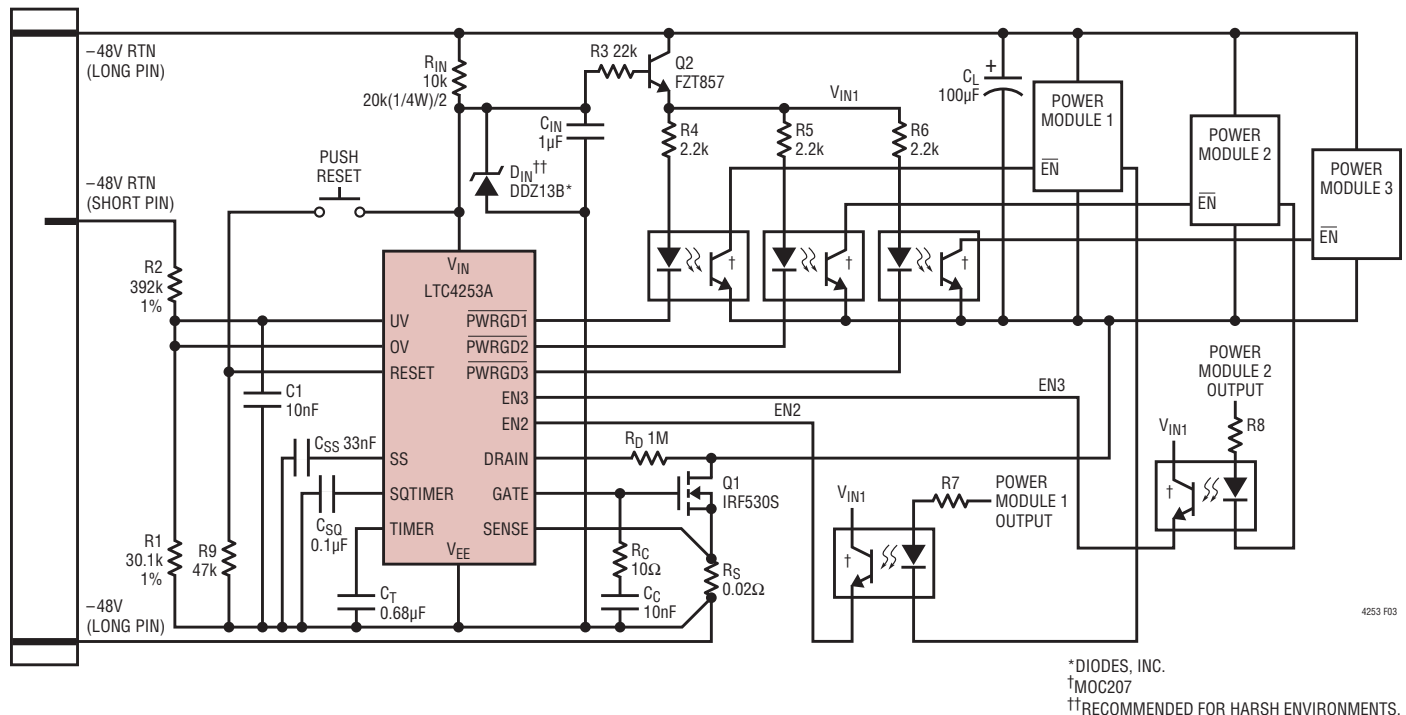 –48V RTN
(LONG PIN)
RIN
10k
20k(1/4W)/2
R3 22k
Q2
FZT857
CIN
1µF
DIN††
DDZ13B*
PUSH
RESET
–48V RTN
(SHORT PIN)
R2
392k
1%
R4
2.2k
R5
2.2k
R6
2.2k
VIN1
CL
100µF
+
POWER
MODULE 1
EN
POWER
MODULE 2
EN
POWER
MODULE 3
EN
†
†
†
VIN
LTC4253A
UV
OV
RESET
SS
SQTIMER
TIMER
VEE
PWRGD1
PWRGD2
PWRGD3
EN3
EN2
DRAIN
GATE
SENSE
EN3
EN2
C1
10nF
CSS 33nF
CSQ
0.1µF
R1
30.1k
1%
R9
47k
CT
0.68µF
RD 1M
Q1
IRF530S
RC
10Ω
CC
10nF
RS
0.02Ω
VIN1
†
R7
POWER
MODULE 1
OUTPUT
POWER
MODULE 2
OUTPUT
VIN1
R8
†
–48V
(LONG PIN)
4253 F03
*DIODES, INC.
†MOC207
††RECOMMENDED FOR HARSH ENVIRONMENTS.